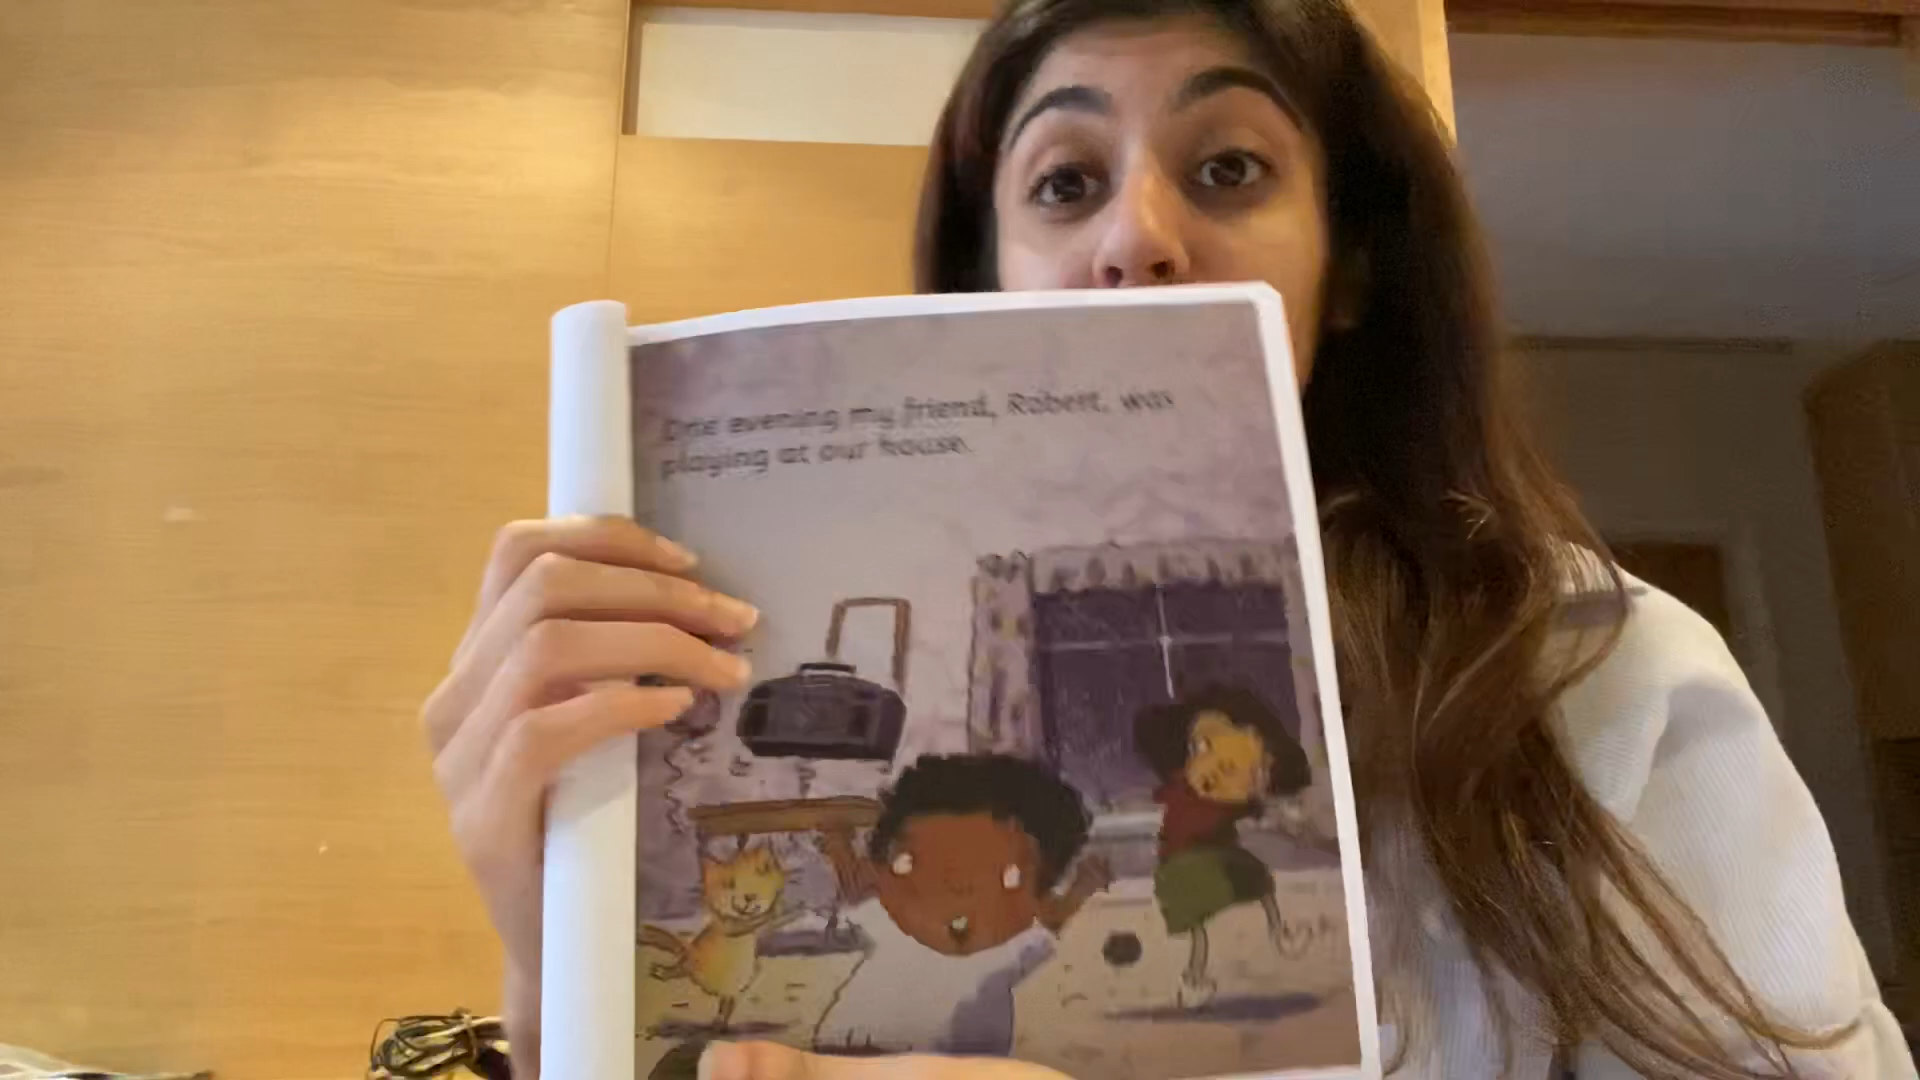 One evening my friend, Robert, was
playing at our house.